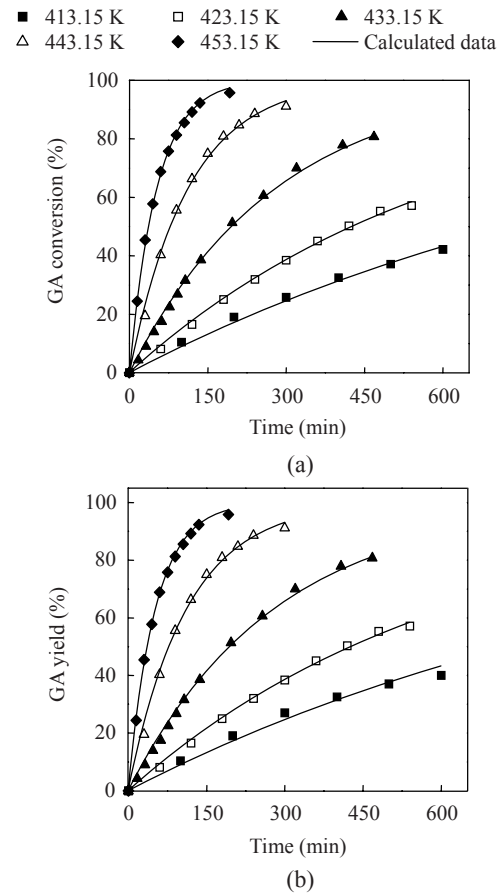 413.15 K 423.15 K 433.15 K
443.15 K 453.15 K Calculated data
100
80
60
40
20
0
GA conversion (%)
0 150 300 450 600
Time (min)
(a)
100
80
60
40
20
0
GA yield (%)
0 150 300 450 600
Time (min)
(b)